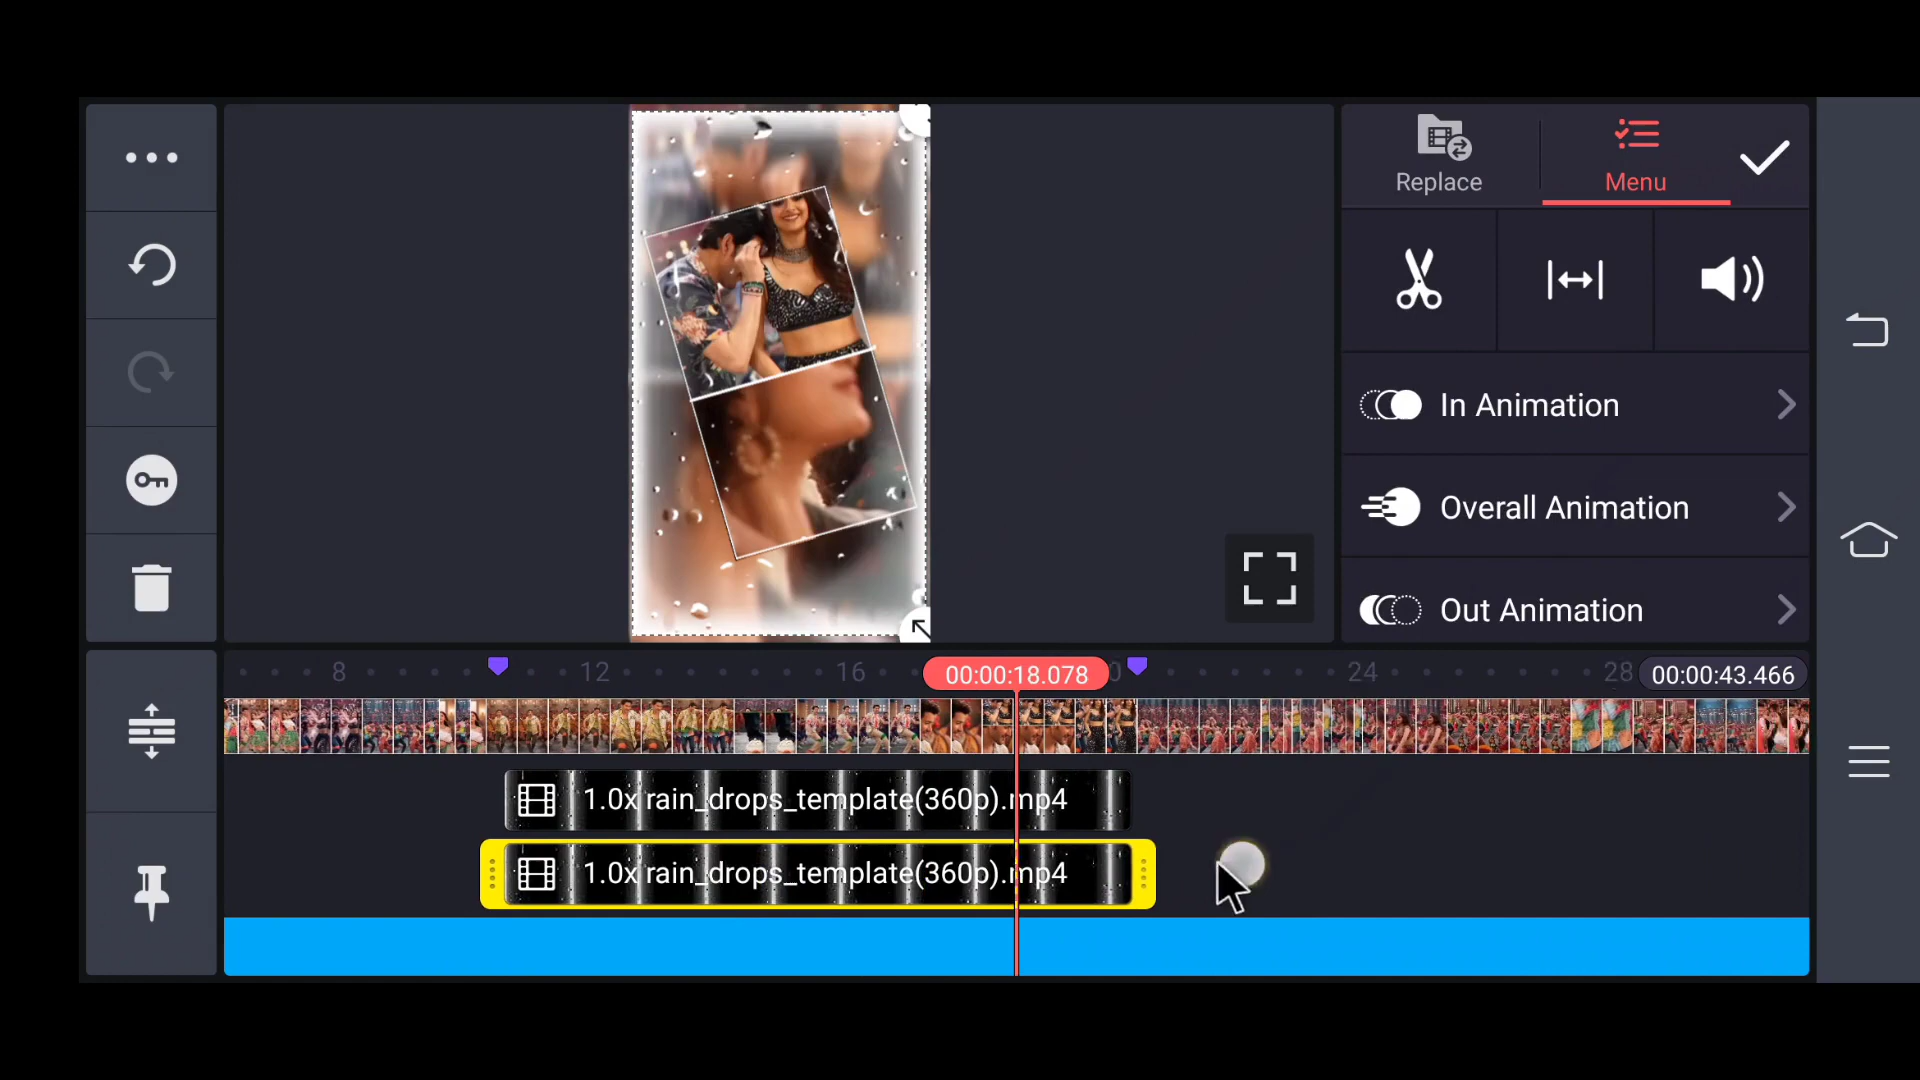 Replace
Menu
In Animation
Overall Animation
Out Animation
8
12
16
00:00:18.078
0
24
28
00:00:43.466
1.0x rain_drops_template(360p).mp4
1.0x rain_drops_template(360p).mp4